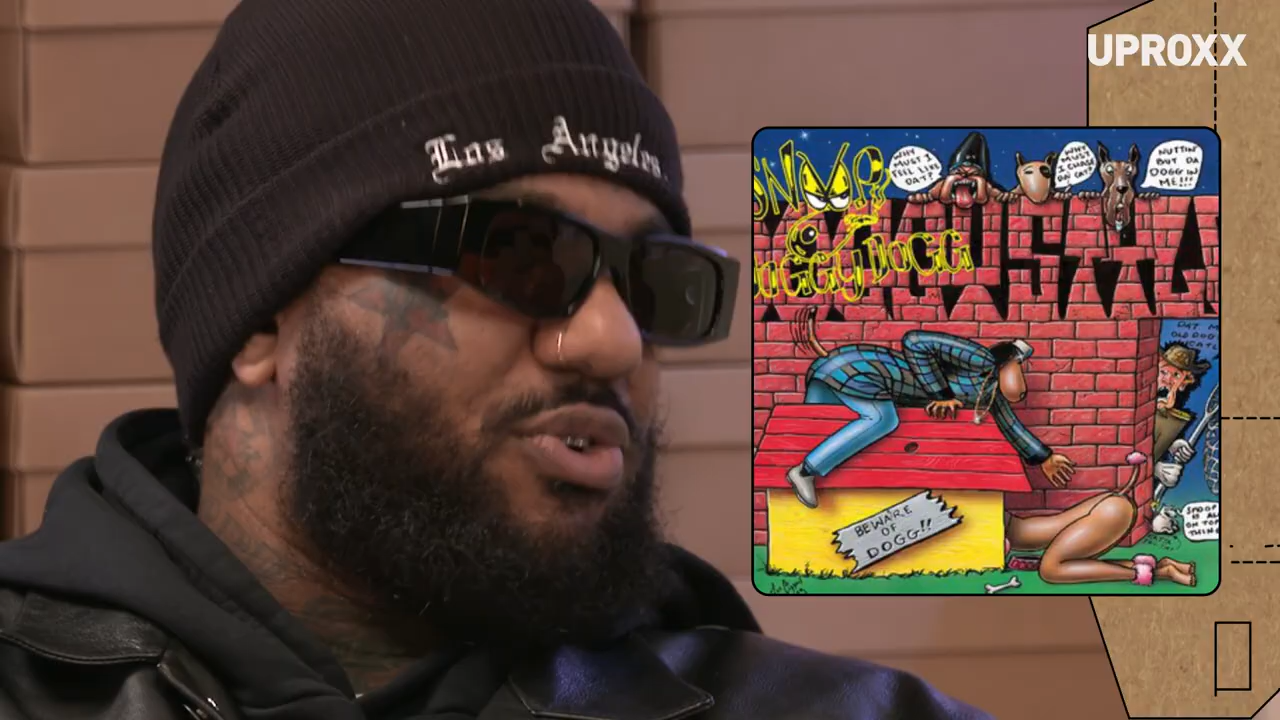 UPROXX
Los Angeles
SNOOP
DOGGY DOGG
WHY
MUST I
FEEL LIKE
DAT?
WHY
MUST
I CHASE
DA CAT?
NUTTIN'
BUT DA
DOGG IN
ME!!!
BEWARE
OF
DOGG!!